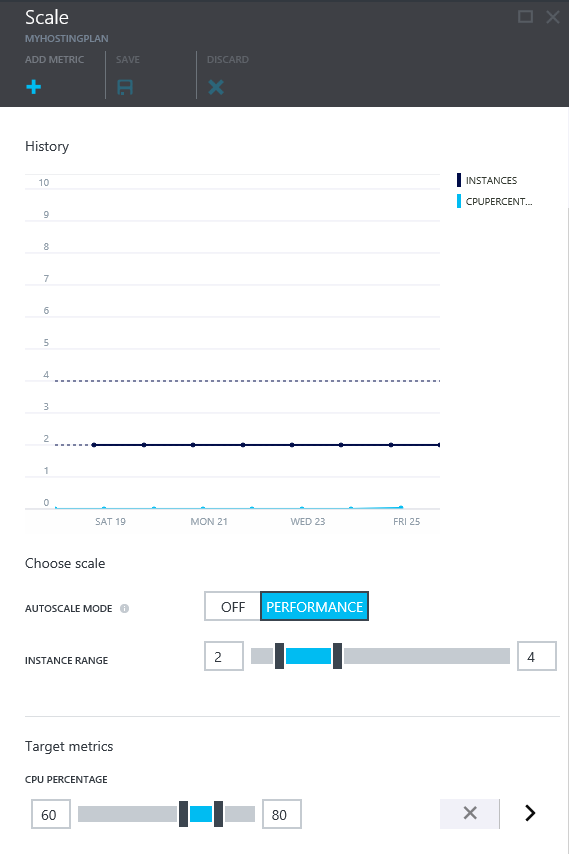 Scale
MYHOSTINGPLAN
ADD METRIC SAVE DISCARD
History
10
9
8
7
6
5
4
3
2
1
0
SAT 19 MON 21 WED 23 FRI 25
INSTANCES
CPUPERCENT...
Choose scale
AUTOSCALE MODE OFF PERFORMANCE
INSTANCE RANGE 2 4
Target metrics
CPU PERCENTAGE
60 80